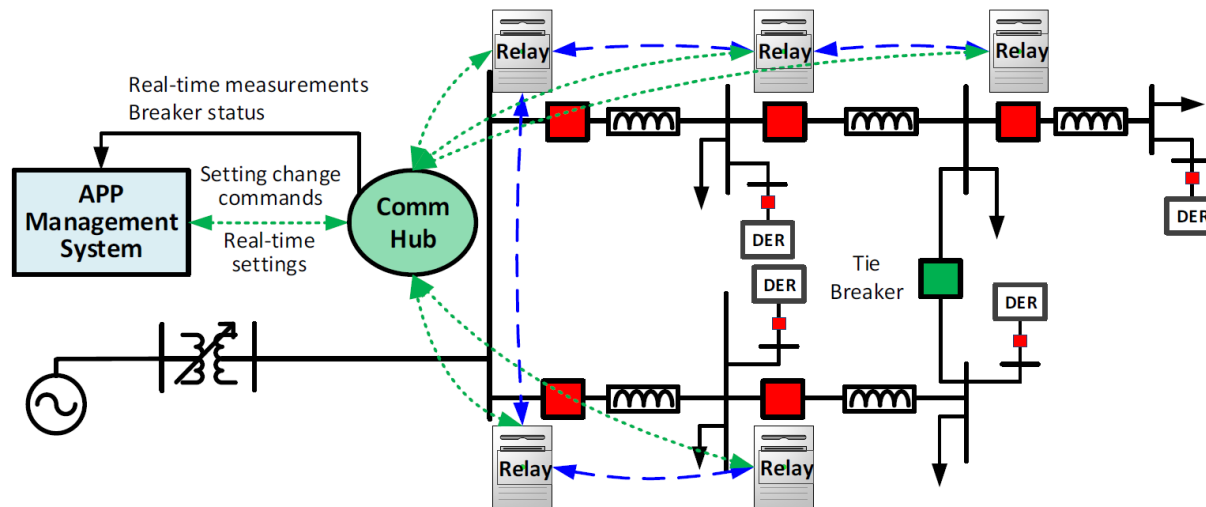 Relay
Relay
Relay
Real-time measurements
Breaker status
APP
Management
System
Setting change
commands
Real-time
settings
Comm
Hub
DER
DER
DER
Tie
Breaker
DER
Relay
Relay